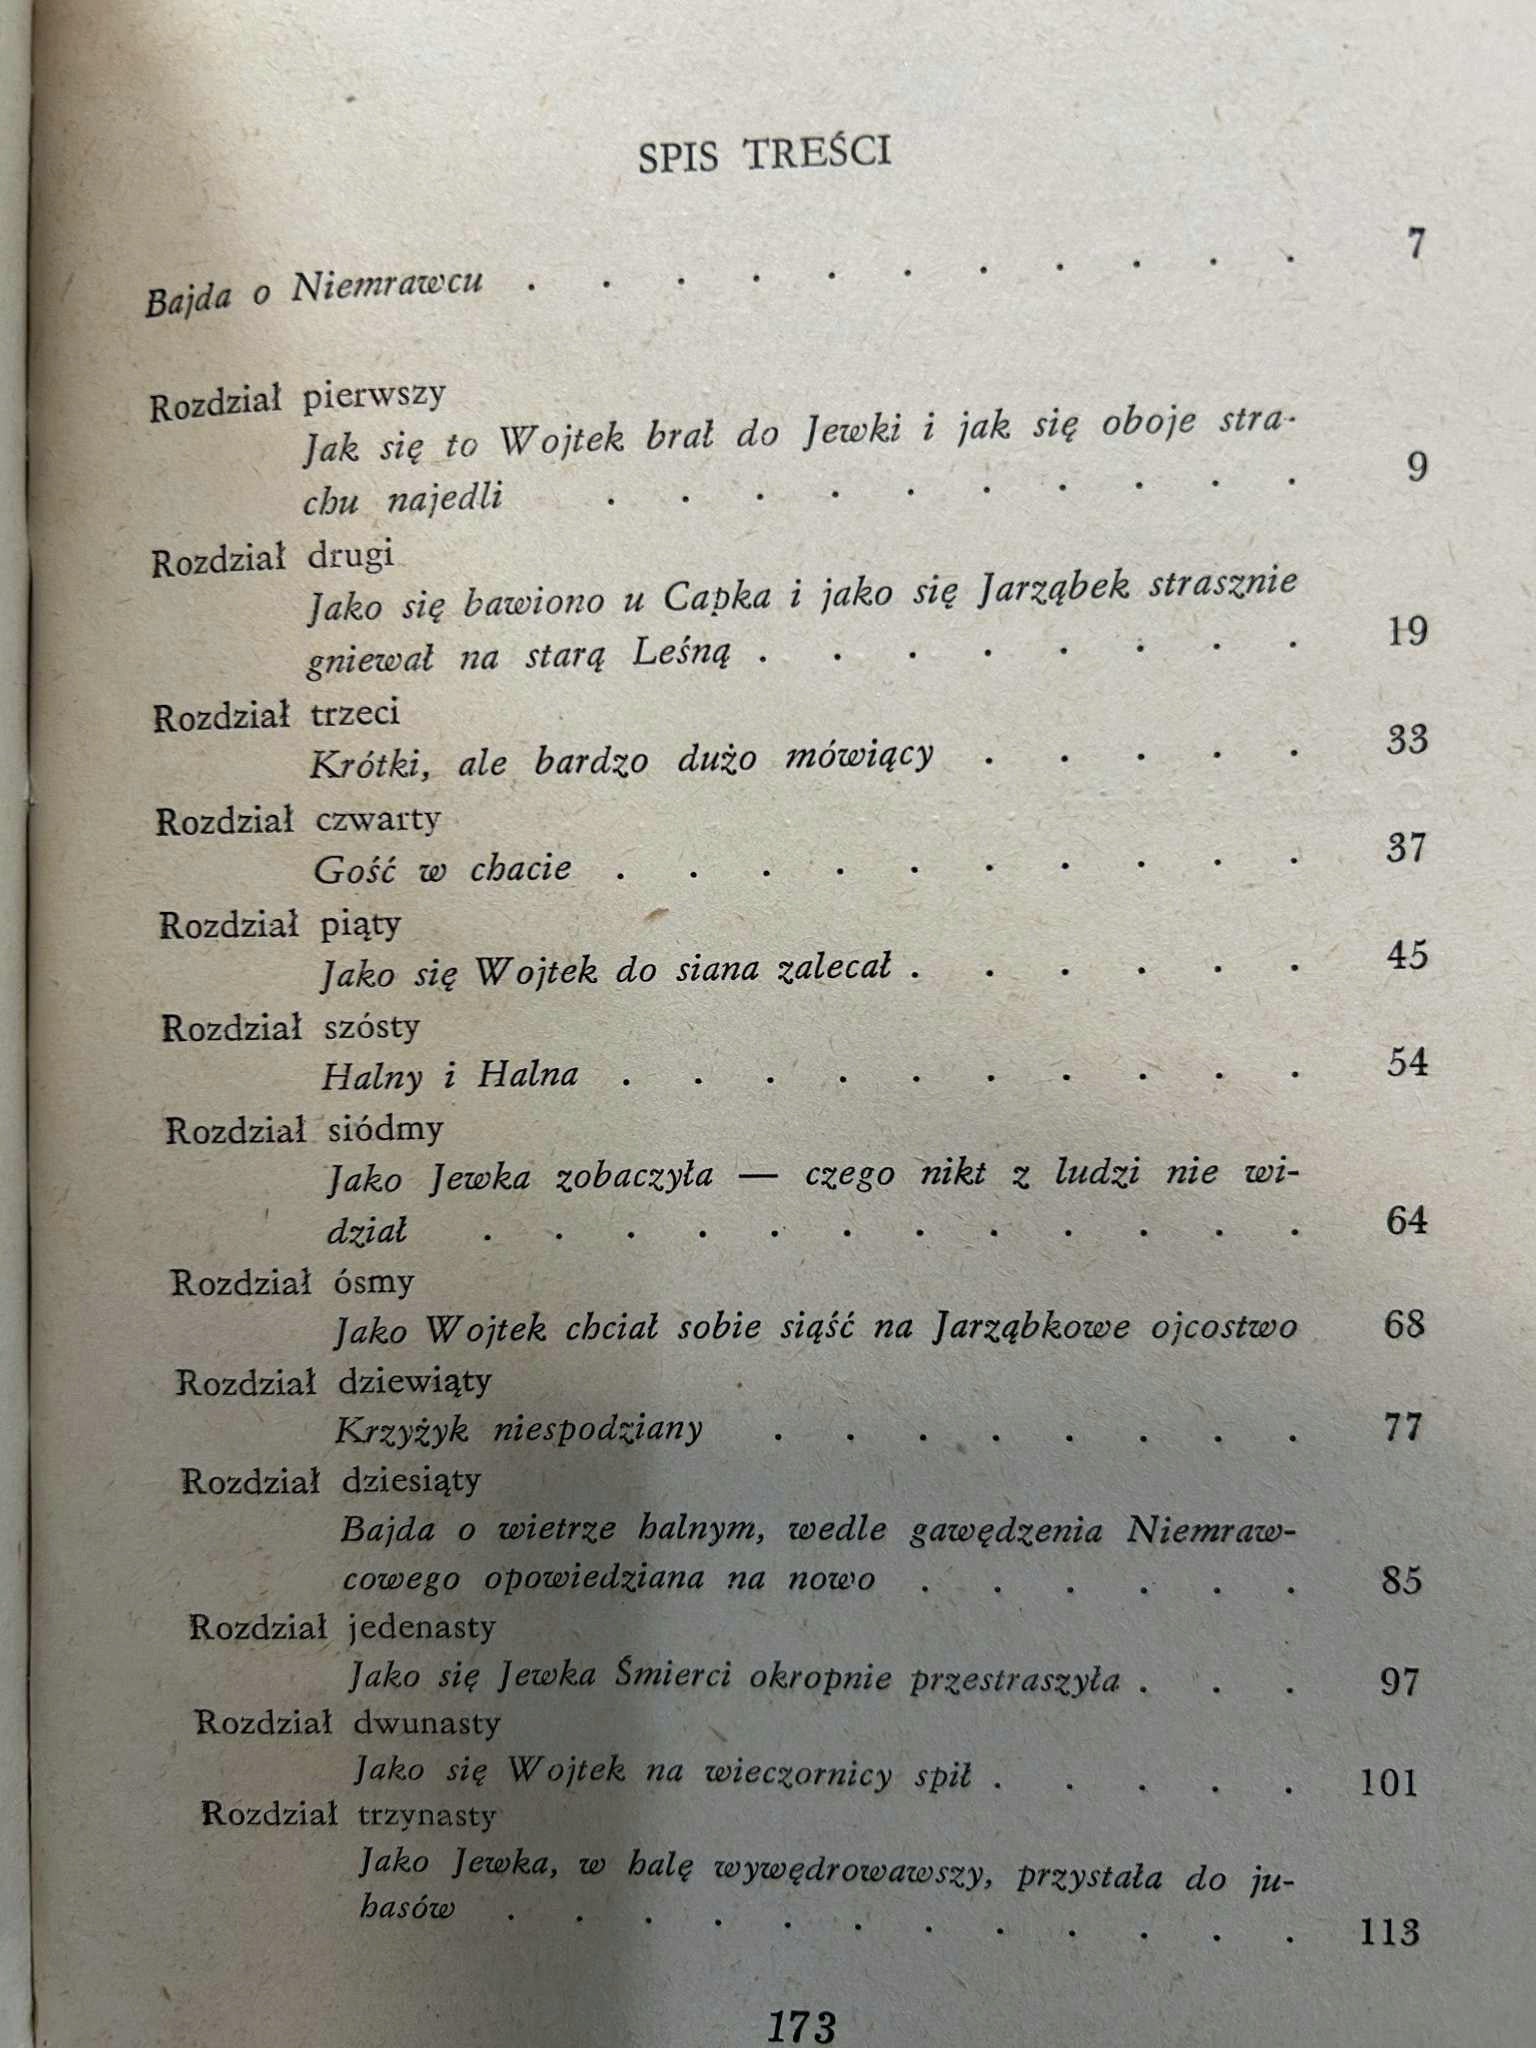 SPIS TREŚCI
Bajda o Niemrawcu . . . . . . . . . . . 7
Rozdział pierwszy
Jak się to Wojtek brał do Jewki i jak się oboje stra-
chu najedli . . . . . . . . . . 9
Rozdział drugi
Jako się bawiono u Capka i jako się Jarząbek strasznie
gniewał na starą Leśną . . . . . . . . 19
Rozdział trzeci
Krótki, ale bardzo dużo mówiący . . . . . 33
Rozdział czwarty
Gość w chacie . . . . . . . . . . 37
Rozdział piąty
Jako się Wojtek do siana zalecał . . . . . . 45
Rozdział szósty
Halny i Halna . . . . . . . . . . 54
Rozdział siódmy
Jako Jewka zobaczyła — czego nikt z ludzi nie wi-
dział . . . . . . . . . . . . 64
Rozdział ósmy
Jako Wojtek chciał sobie siąść na Jarząbkowe ojcostwo 68
Rozdział dziewiąty
Krzyżyk niespodziany . . . . . . . . 77
Rozdział dziesiąty
Bajda o wietrze halnym, wedle gawędzenia Niemraw-
cowego opowiedziana na nowo . . . . . . 85
Rozdział jedenasty
Jako się Jewka Śmierci okropnie przestraszyła . . . 97
Rozdział dwunasty
Jako się Wojtek na wieczornicy spił . . . . . 101
Rozdział trzynasty
Jako Jewka, w halę wywędrowawszy, przystała do ju-
hasów . . . . . . . . . . . . 113
173